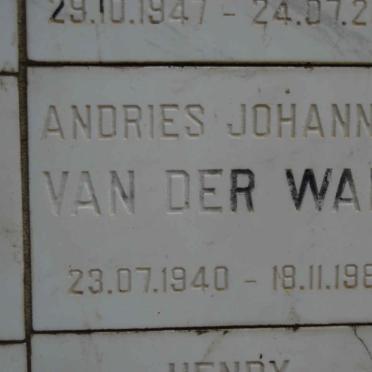 29.10.1947 - 24.07.2
ANDRIES JOHANN
VAN DER WA
23.07.1940 - 18.11.198
HENRY